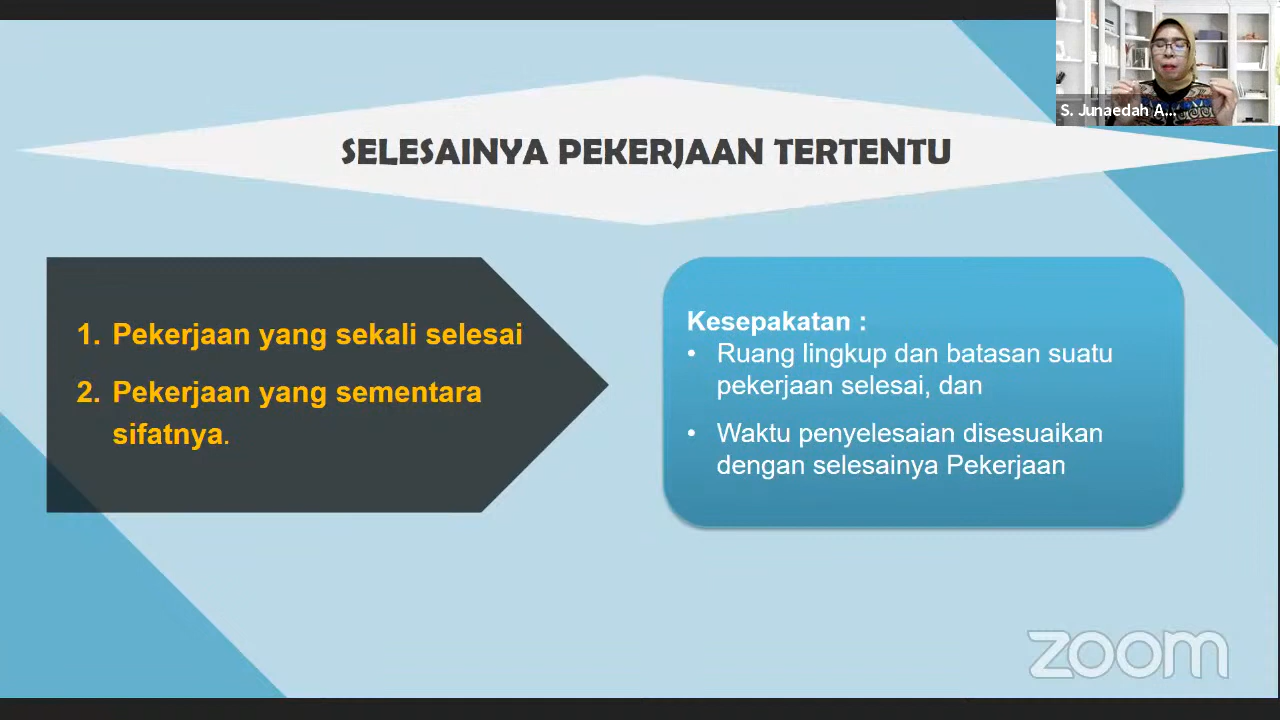 SELESAINYA PEKERJAAN TERTENTU
S. Junaedah A...
1. Pekerjaan yang sekali selesai
2. Pekerjaan yang sementara
sifatnya.
Kesepakatan :
• Ruang lingkup dan batasan suatu
pekerjaan selesai, dan
• Waktu penyelesaian disesuaikan
dengan selesainya Pekerjaan
zoom